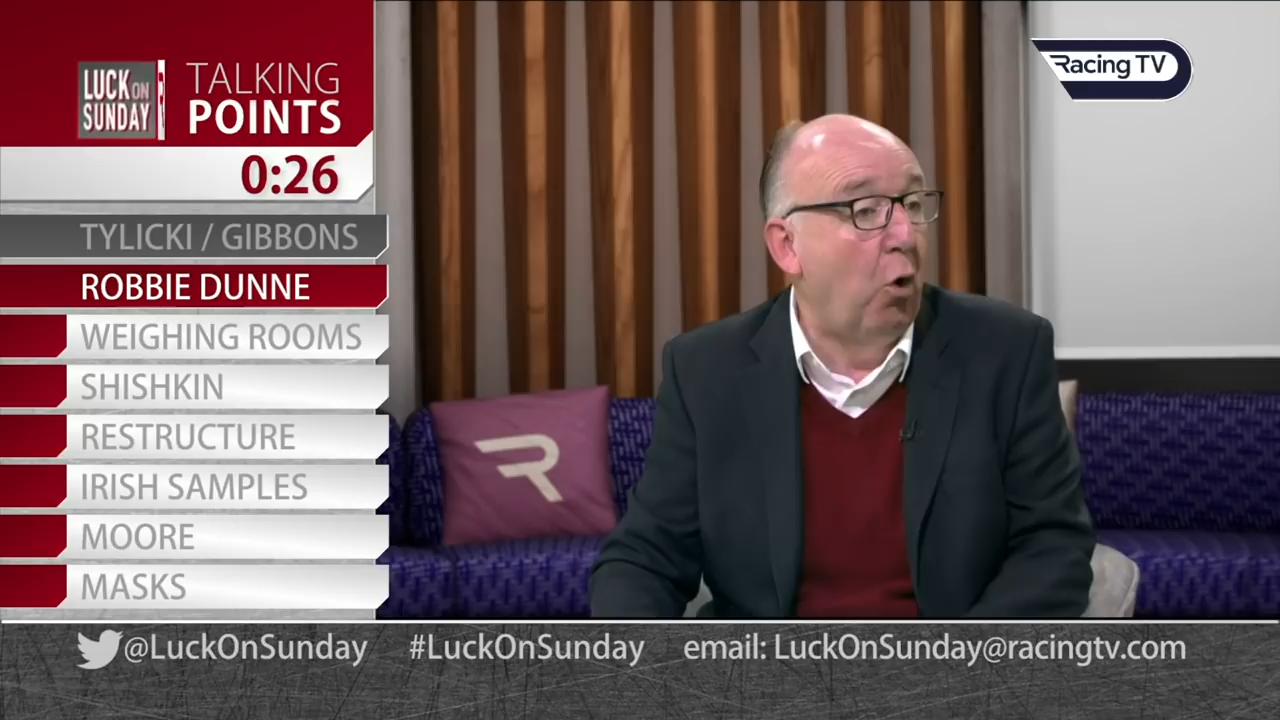 LUCK ON
SUNDAY
TALKING
POINTS
0:26
TYLICKI / GIBBONS
ROBBIE DUNNE
WEIGHING ROOMS
SHISHKIN
RESTRUCTURE
IRISH SAMPLES
MOORE
MASKS
Racing TV
R
@LuckOnSunday #LuckOnSunday email: LuckOnSunday@racingtv.com